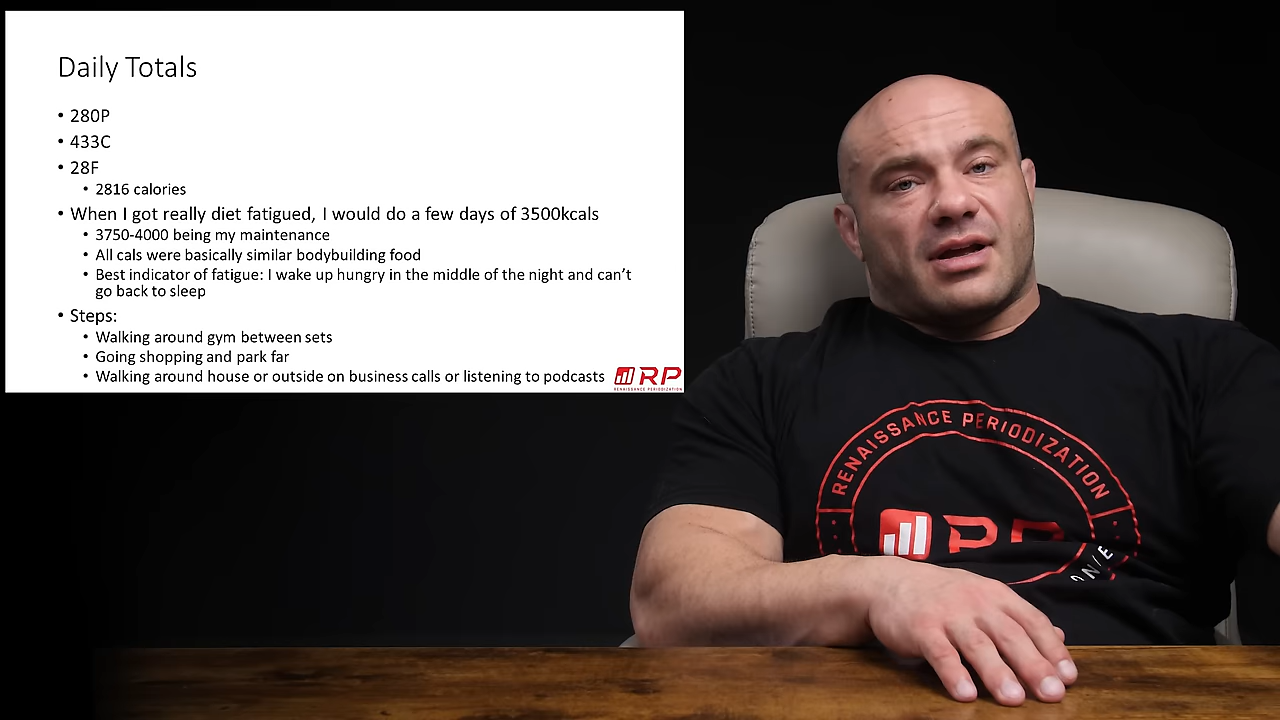 Daily Totals
• 280P
• 433C
• 28F
• 2816 calories
• When I got really diet fatigued, I would do a few days of 3500kcals
• 3750-4000 being my maintenance
• All cals were basically similar bodybuilding food
• Best indicator of fatigue: I wake up hungry in the middle of the night and can't
go back to sleep
• Steps:
• Walking around gym between sets
• Going shopping and park far
• Walking around house or outside on business calls or listening to podcasts
RP
RENAISSANCE PERIODIZATION
RENAISSANCE PERIODIZATION
RP